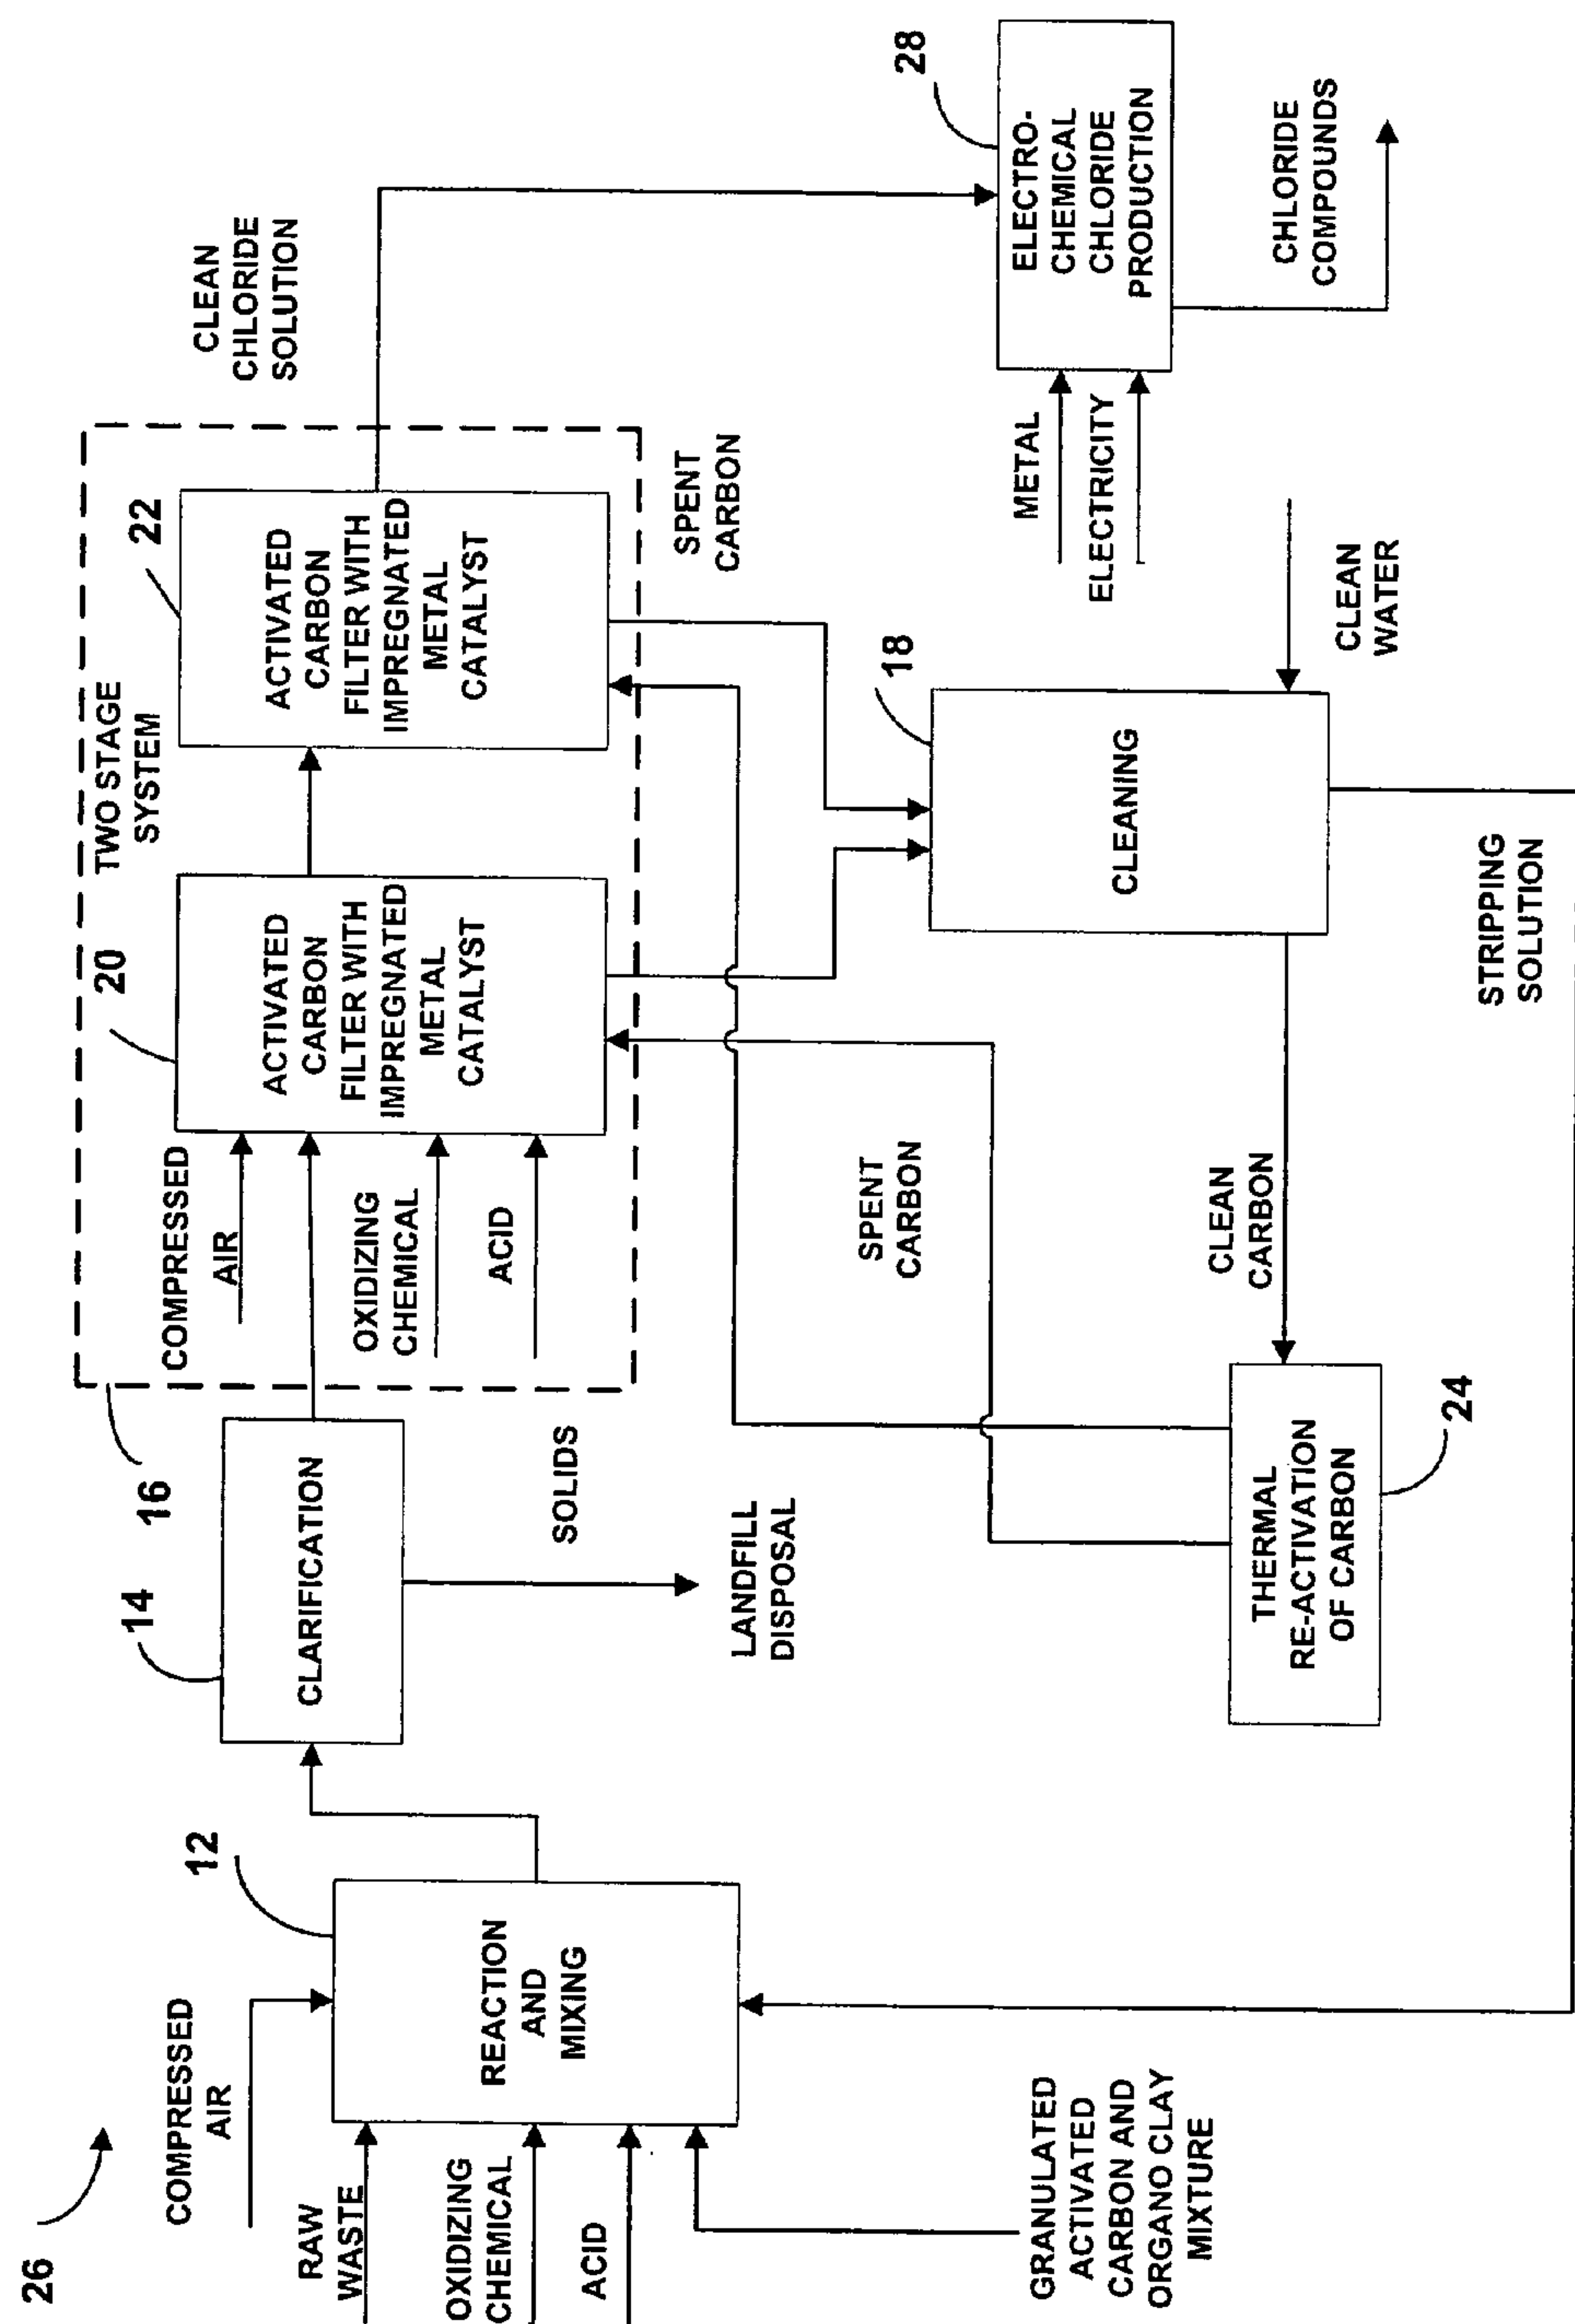 26
COMPRESSED
AIR
RAW
WASTE
OXIDIZING
CHEMICAL
ACID
GRANULATED
ACTIVATED
CARBON AND
ORGANO CLAY
MIXTURE
12
REACTION
AND
MIXING
14
CLARIFICATION
SOLIDS
LANDFILL
DISPOSAL
16
TWO STAGE
SYSTEM
COMPRESSED
AIR
OXIDIZING
CHEMICAL
ACID
20
ACTIVATED
CARBON
FILTER WITH
IMPREGNATED
METAL
CATALYST
22
ACTIVATED
CARBON
FILTER WITH
IMPREGNATED
METAL
CATALYST
CLEAN
CHLORIDE
SOLUTION
SPENT
CARBON
SPENT
CARBON
28
ELECTRO-
CHEMICAL
CHLORIDE
PRODUCTION
METAL
ELECTRICITY
CHLORIDE
COMPOUNDS
18
CLEANING
CLEAN
WATER
CLEAN
CARBON
THERMAL
RE-ACTIVATION
OF CARBON
24
STRIPPING
SOLUTION